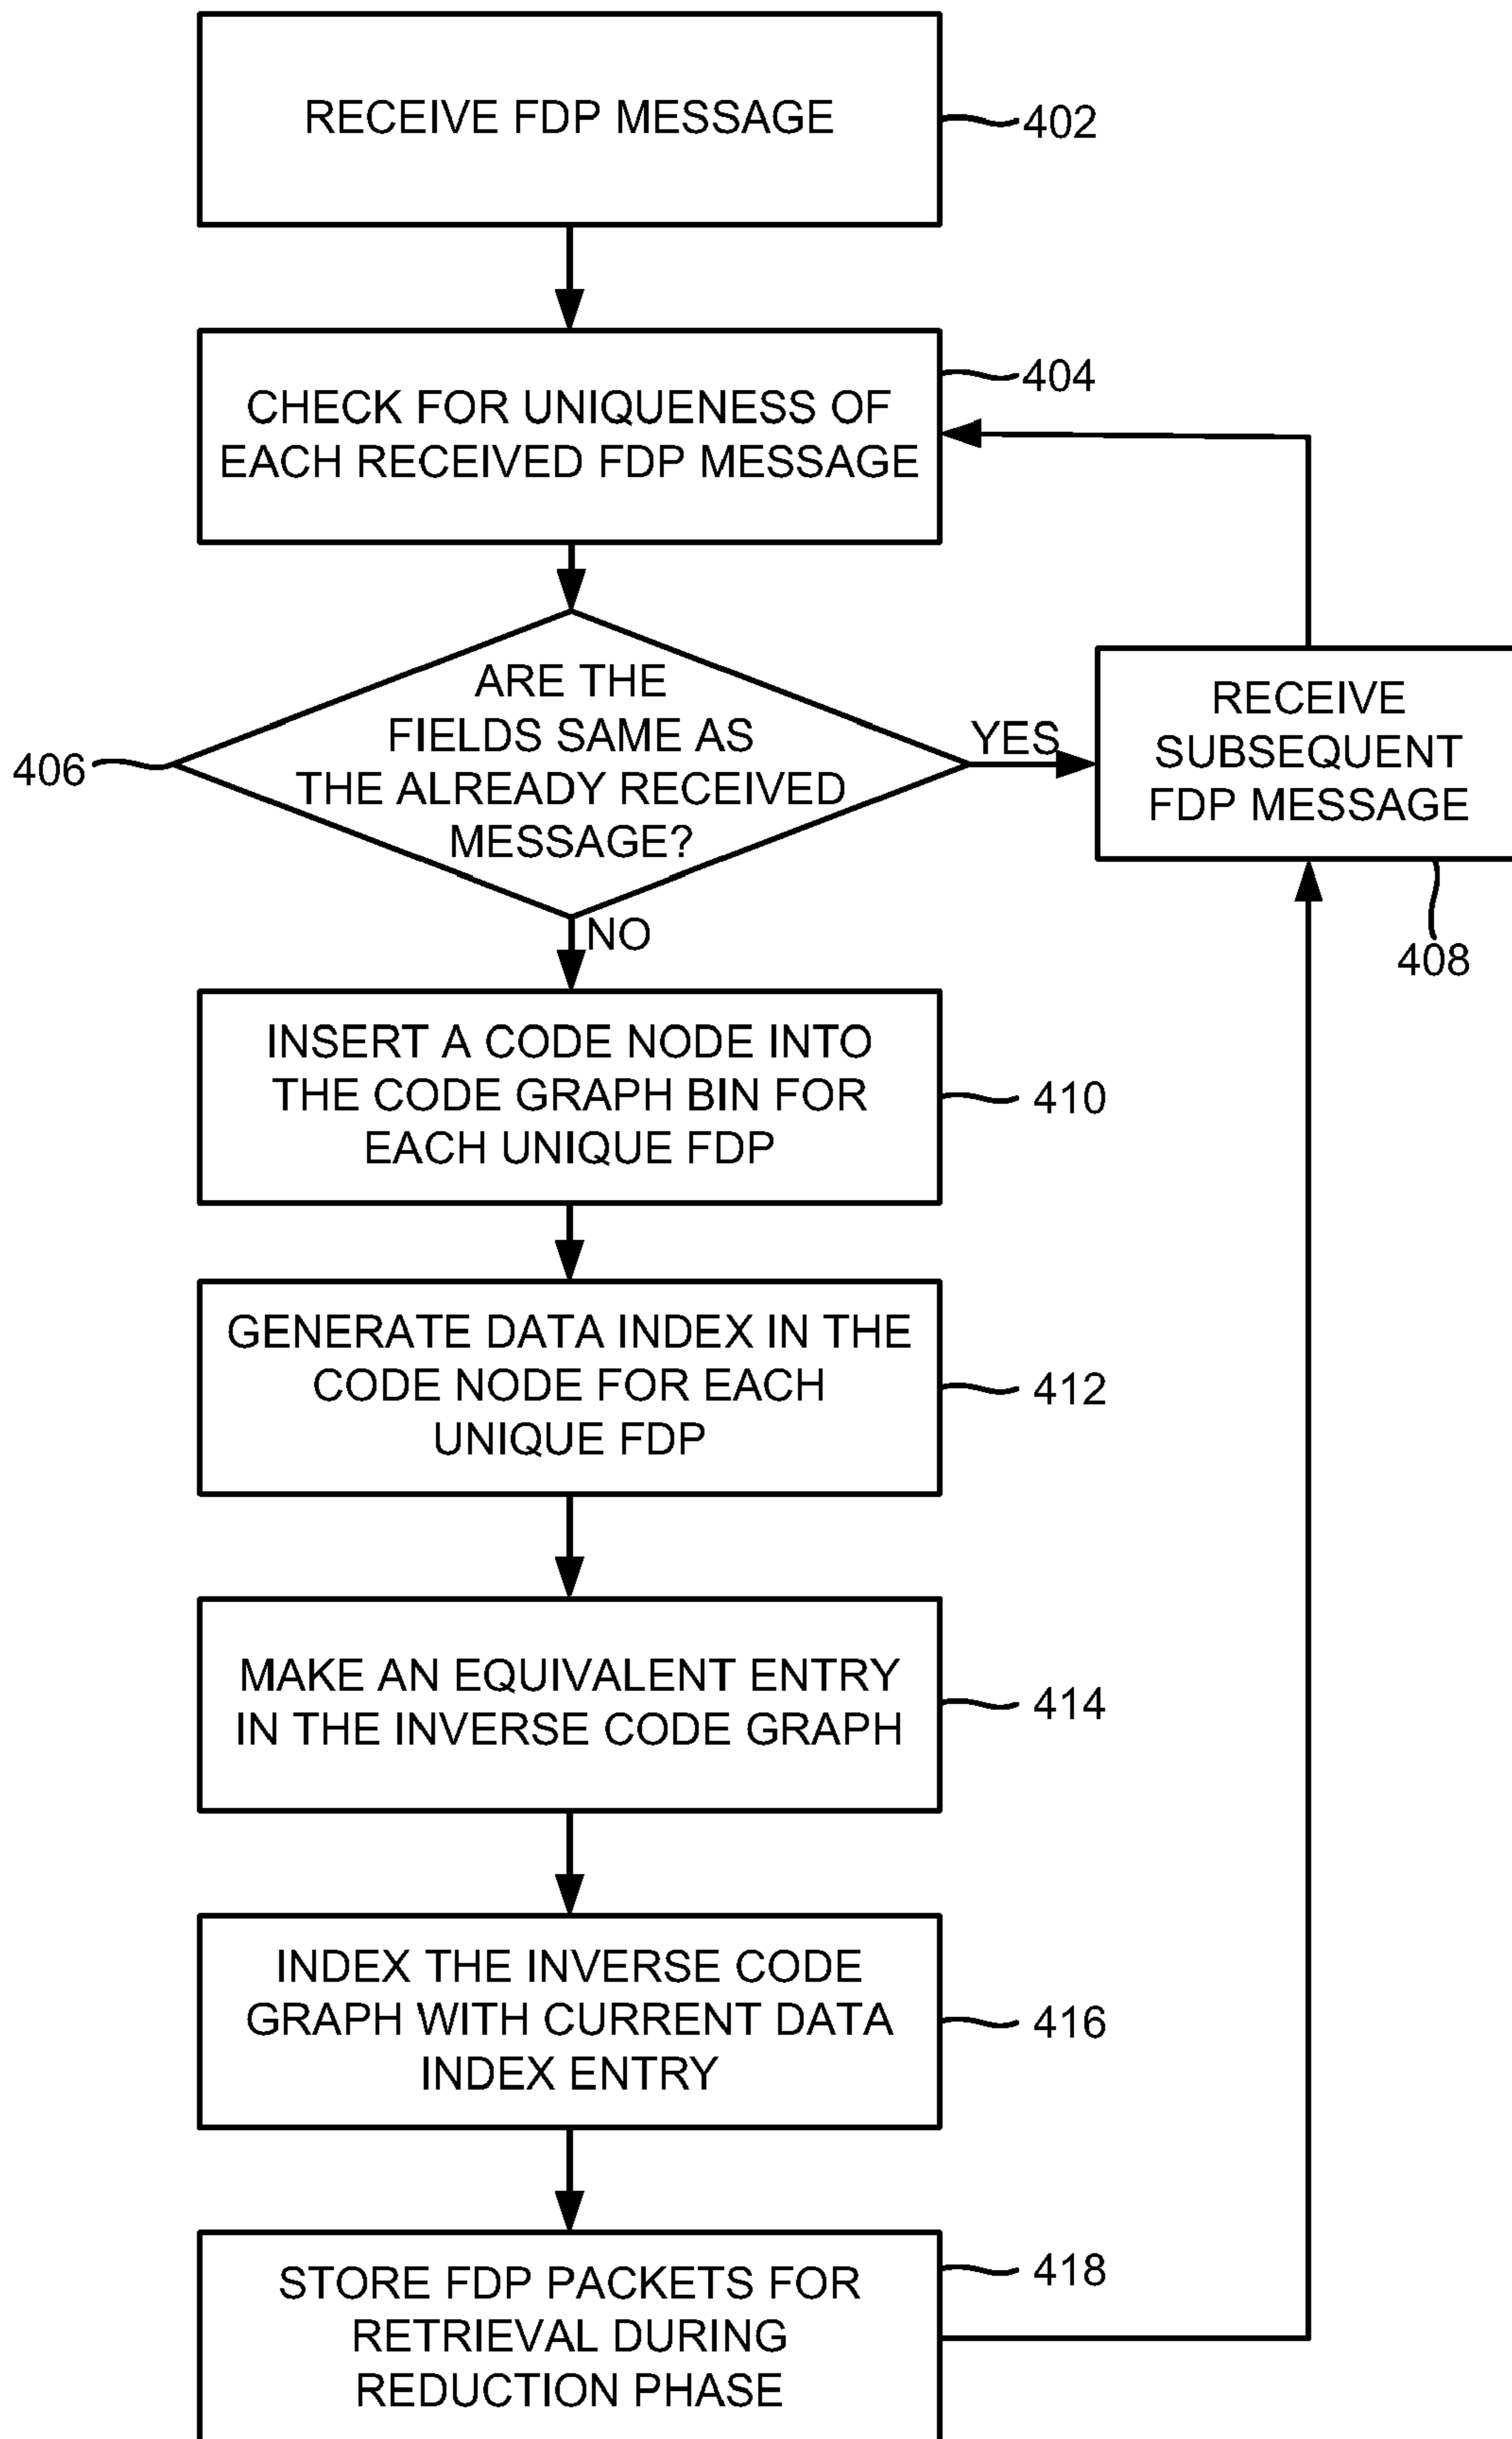 RECEIVE FDP MESSAGE
402
CHECK FOR UNIQUENESS OF
EACH RECEIVED FDP MESSAGE
404
ARE THE
FIELDS SAME AS
THE ALREADY RECEIVED
MESSAGE?
406
YES
RECEIVE
SUBSEQUENT
FDP MESSAGE
408
NO
INSERT A CODE NODE INTO
THE CODE GRAPH BIN FOR
EACH UNIQUE FDP
410
GENERATE DATA INDEX IN THE
CODE NODE FOR EACH
UNIQUE FDP
412
MAKE AN EQUIVALENT ENTRY
IN THE INVERSE CODE GRAPH
414
INDEX THE INVERSE CODE
GRAPH WITH CURRENT DATA
INDEX ENTRY
416
STORE FDP PACKETS FOR
RETRIEVAL DURING
REDUCTION PHASE
418